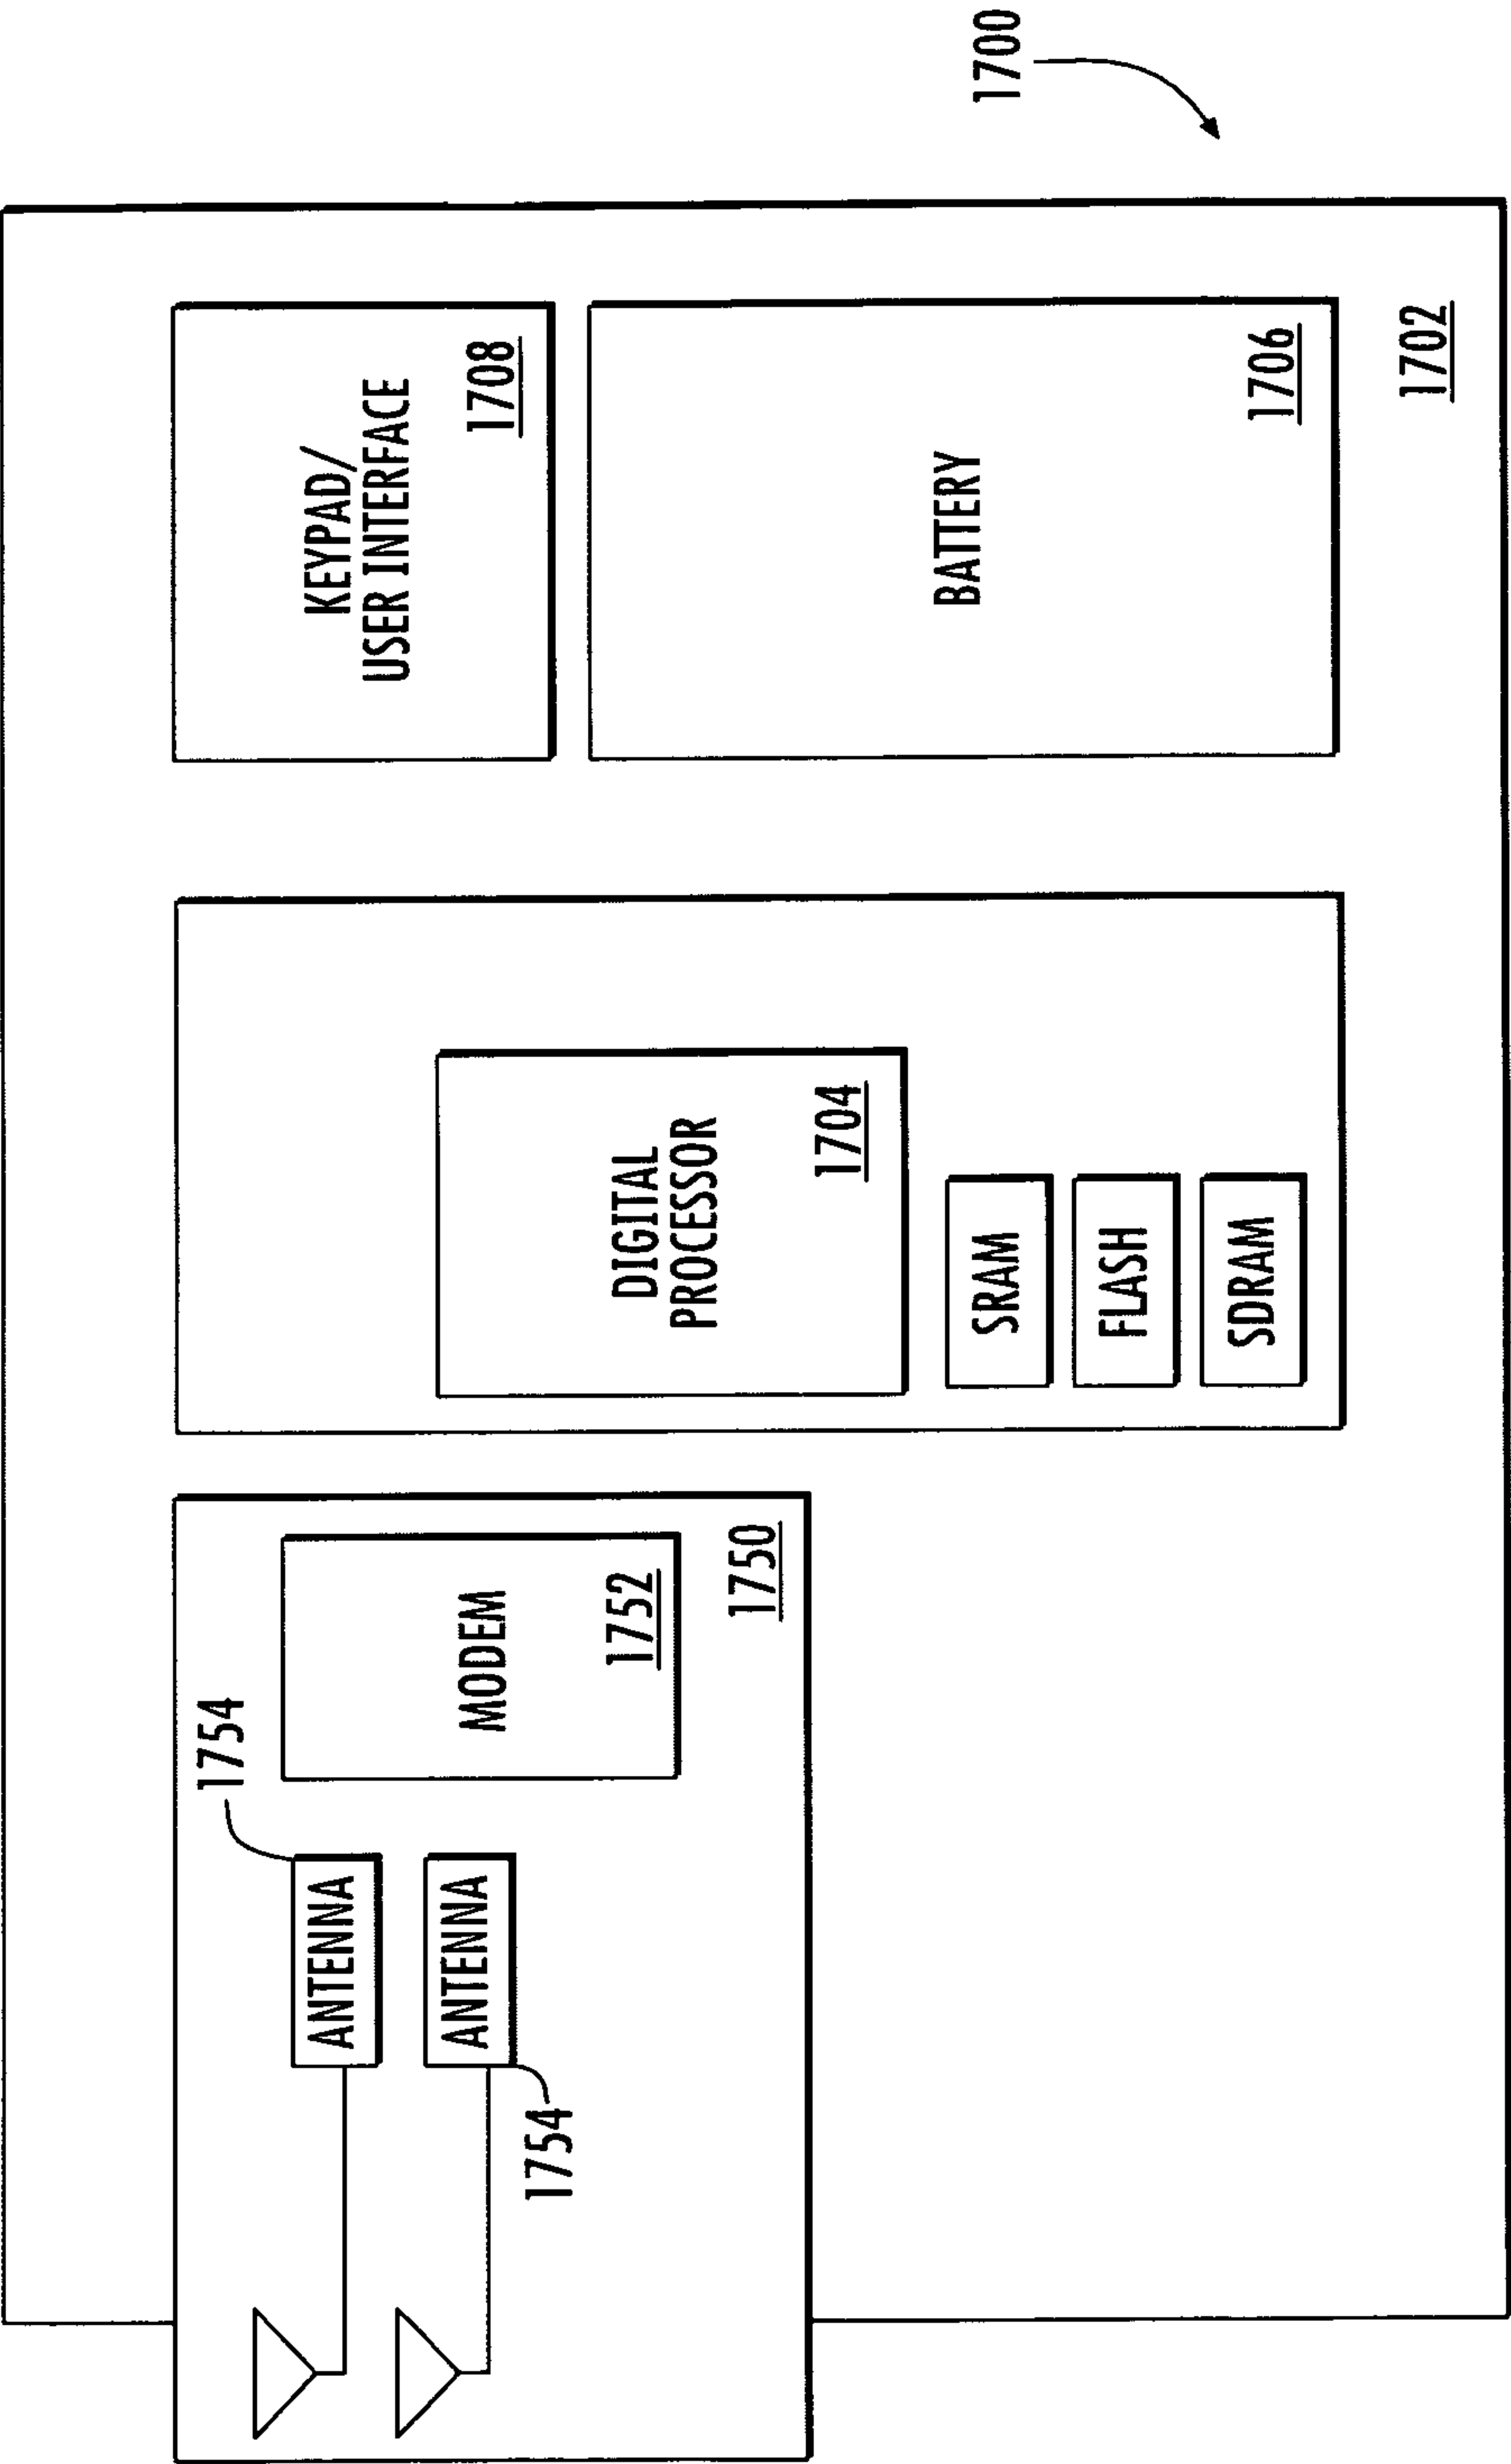 1700
1754
ANTENNA
ANTENNA
1754
MODEM
1752
1750
DIGITAL
PROCESSOR
1704
SRAM
FLASH
SDRAM
KEYPAD/
USER INTERFACE
1708
BATTERY
1706
1702